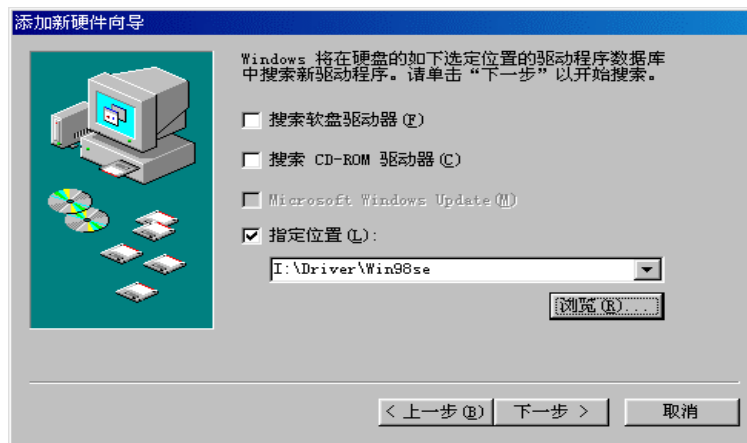 添加新硬件向导
Windows 将在硬盘的如下选定位置的驱动程序数据库
中搜索新驱动程序。请单击“下一步”以开始搜索。
搜索软盘驱动器(F)
搜索 CD-ROM 驱动器(C)
Microsoft Windows Update(M)
指定位置(L):
I:\Driver\Win98se
浏览(R)...
< 上一步(B)
下一步 >
取消